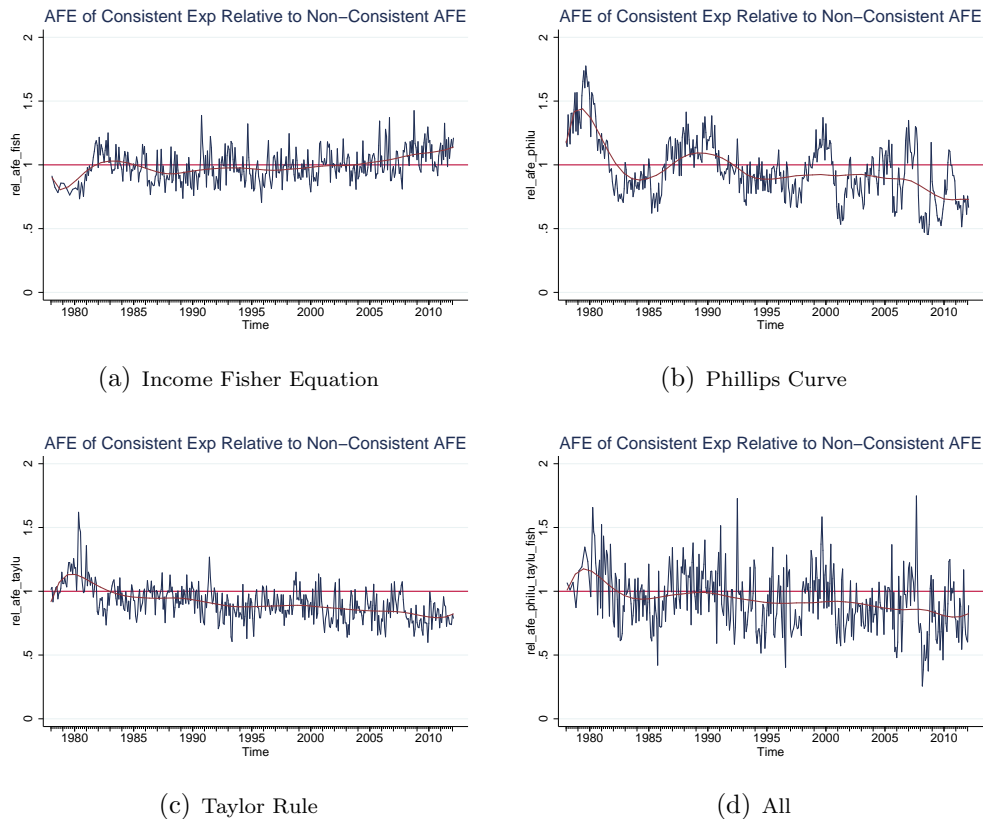 AFE of Consistent Exp Relative to Non−Consistent AFE
rel_afe_fish
2
1.5
1
.5
0
1980 1985 1990 1995 2000 2005 2010
Time
(a) Income Fisher Equation
AFE of Consistent Exp Relative to Non−Consistent AFE
rel_afe_philu
2
1.5
1
.5
0
1980 1985 1990 1995 2000 2005 2010
Time
(b) Phillips Curve
AFE of Consistent Exp Relative to Non−Consistent AFE
rel_afe_taylu
2
1.5
1
.5
0
1980 1985 1990 1995 2000 2005 2010
Time
(c) Taylor Rule
AFE of Consistent Exp Relative to Non−Consistent AFE
rel_afe_philu_taylu_fish
2
1.5
1
.5
0
1980 1985 1990 1995 2000 2005 2010
Time
(d) All